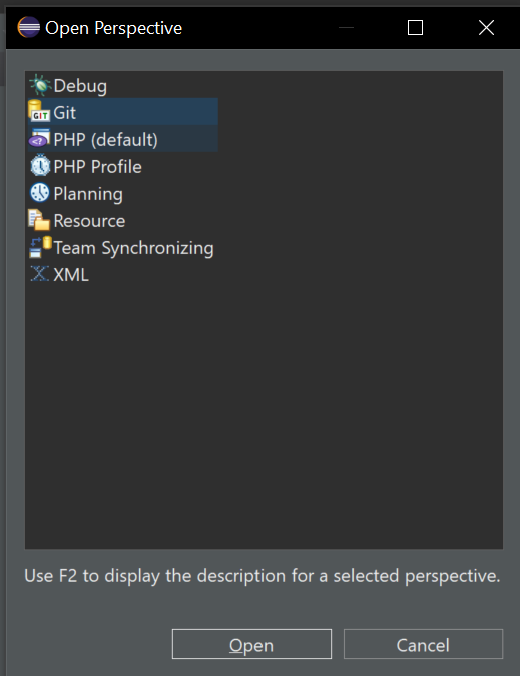 Open Perspective
Debug
GIT Git
PHP (default)
PHP Profile
Planning
Resource
Team Synchronizing
XML
Use F2 to display the description for a selected perspective.
Open
Cancel